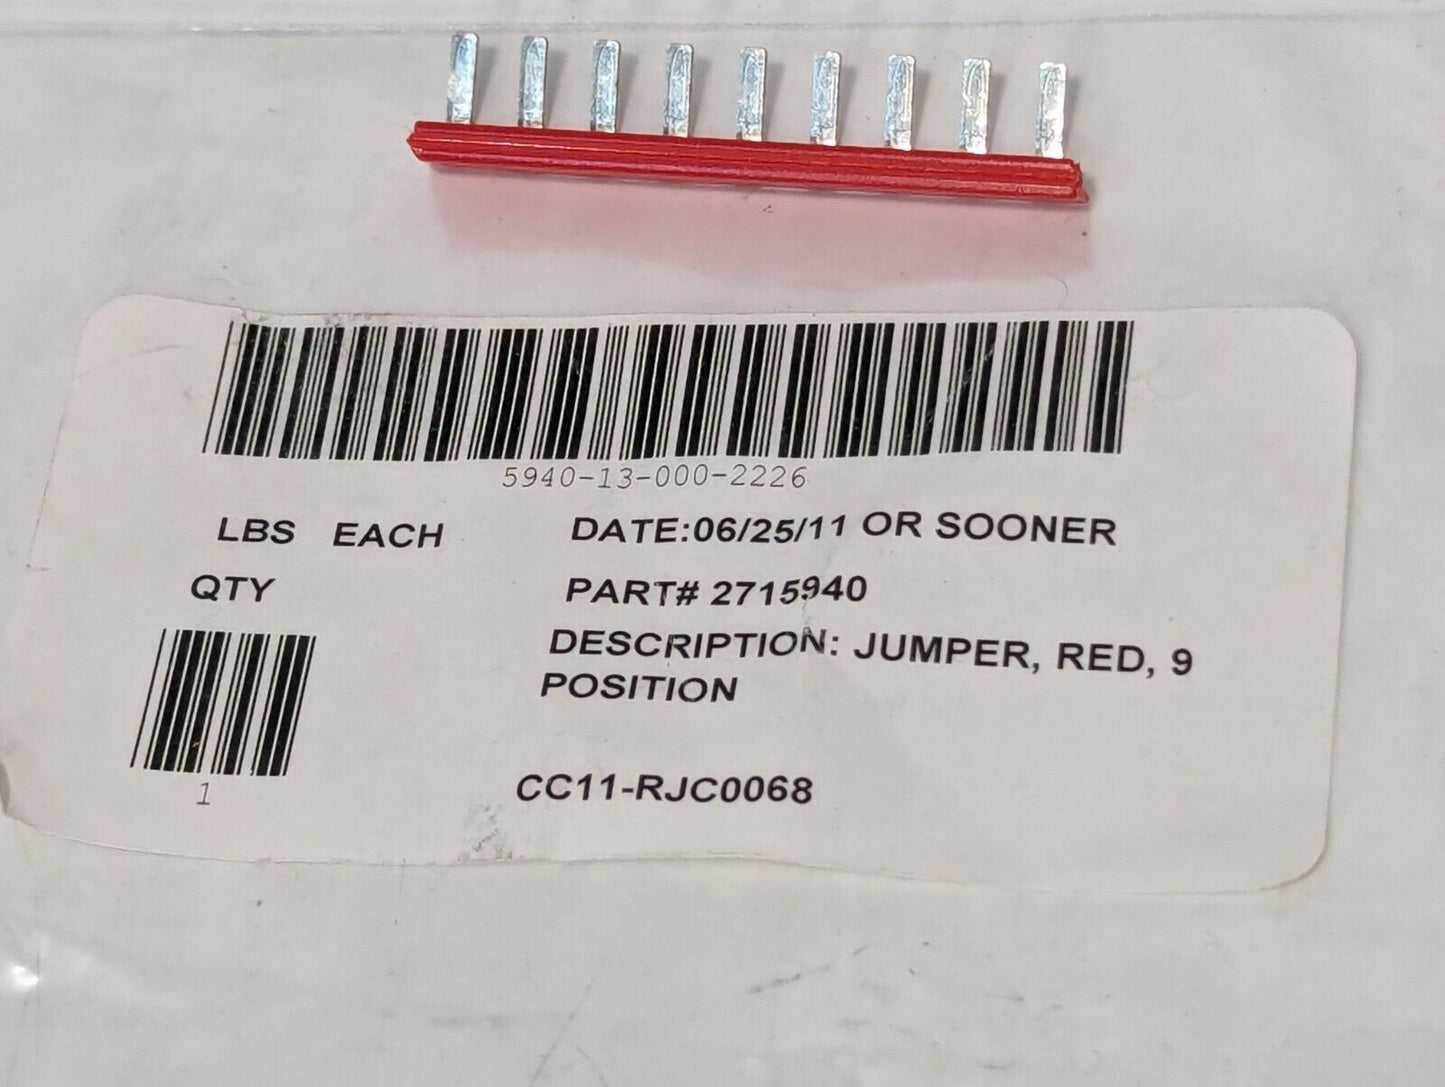 5940-13-000-2226
LBS EACH
DATE:06/25/11 OR SOONER
QTY
PART# 2715940
DESCRIPTION: JUMPER, RED, 9
POSITION
1
CC11-RJC0068